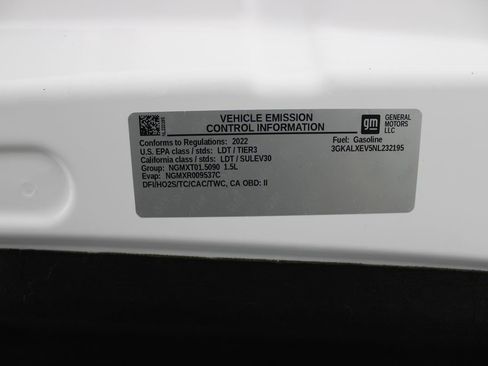 VEHICLE EMISSION
CONTROL INFORMATION
gm
GENERAL
MOTORS
LLC
Conforms to Regulations: 2022
Fuel: Gasoline
U.S. EPA class / stds: LDT / TIER3
3GKALXEV5NL232195
California class / stds: LDT / SULEV30
Group: NGMXT01.5090 1.5L
Evap: NGMXR009537C
DFI/HO2S/TC/CAC/TWC, CA OBD: II